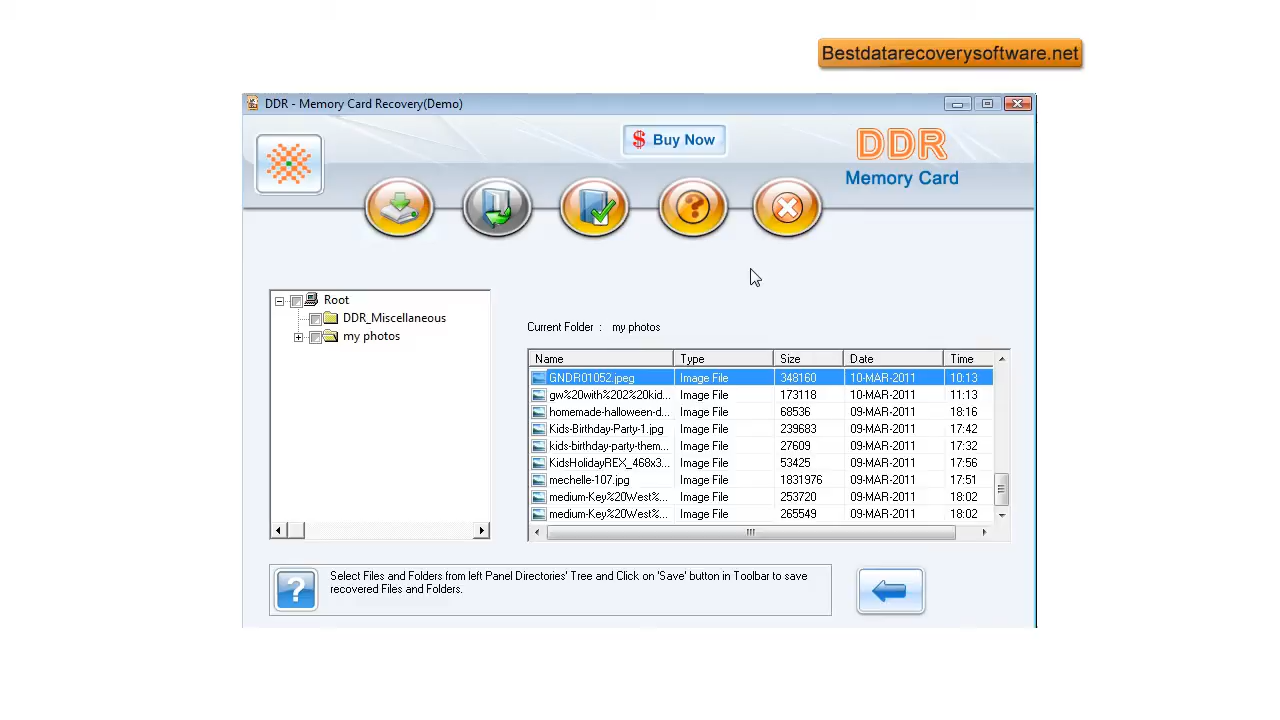 Bestdatarecoverysoftware.net
DDR - Memory Card Recovery(Demo)
$ Buy Now
DDR
Memory Card
Root
DDR_Miscellaneous
my photos
Current Folder : my photos
Name Type Size Date Time
GNDR01052.jpeg Image File 348160 10-MAR-2011 10:13
gw%20with%202%20kid... Image File 173118 10-MAR-2011 11:13
homemade-halloween-d... Image File 68536 09-MAR-2011 18:16
Kids-Birthday-Party-1.jpg Image File 239683 09-MAR-2011 17:42
kids-birthday-party-them... Image File 27609 09-MAR-2011 17:32
KidsHolidayREX_468x3... Image File 53425 09-MAR-2011 17:56
mechelle-107.jpg Image File 1831976 09-MAR-2011 17:51
medium-Key%20West%... Image File 253720 09-MAR-2011 18:02
medium-Key%20West%... Image File 265549 09-MAR-2011 18:02
? Select Files and Folders from left Panel Directories' Tree and Click on 'Save' button in Toolbar to save
recovered Files and Folders.